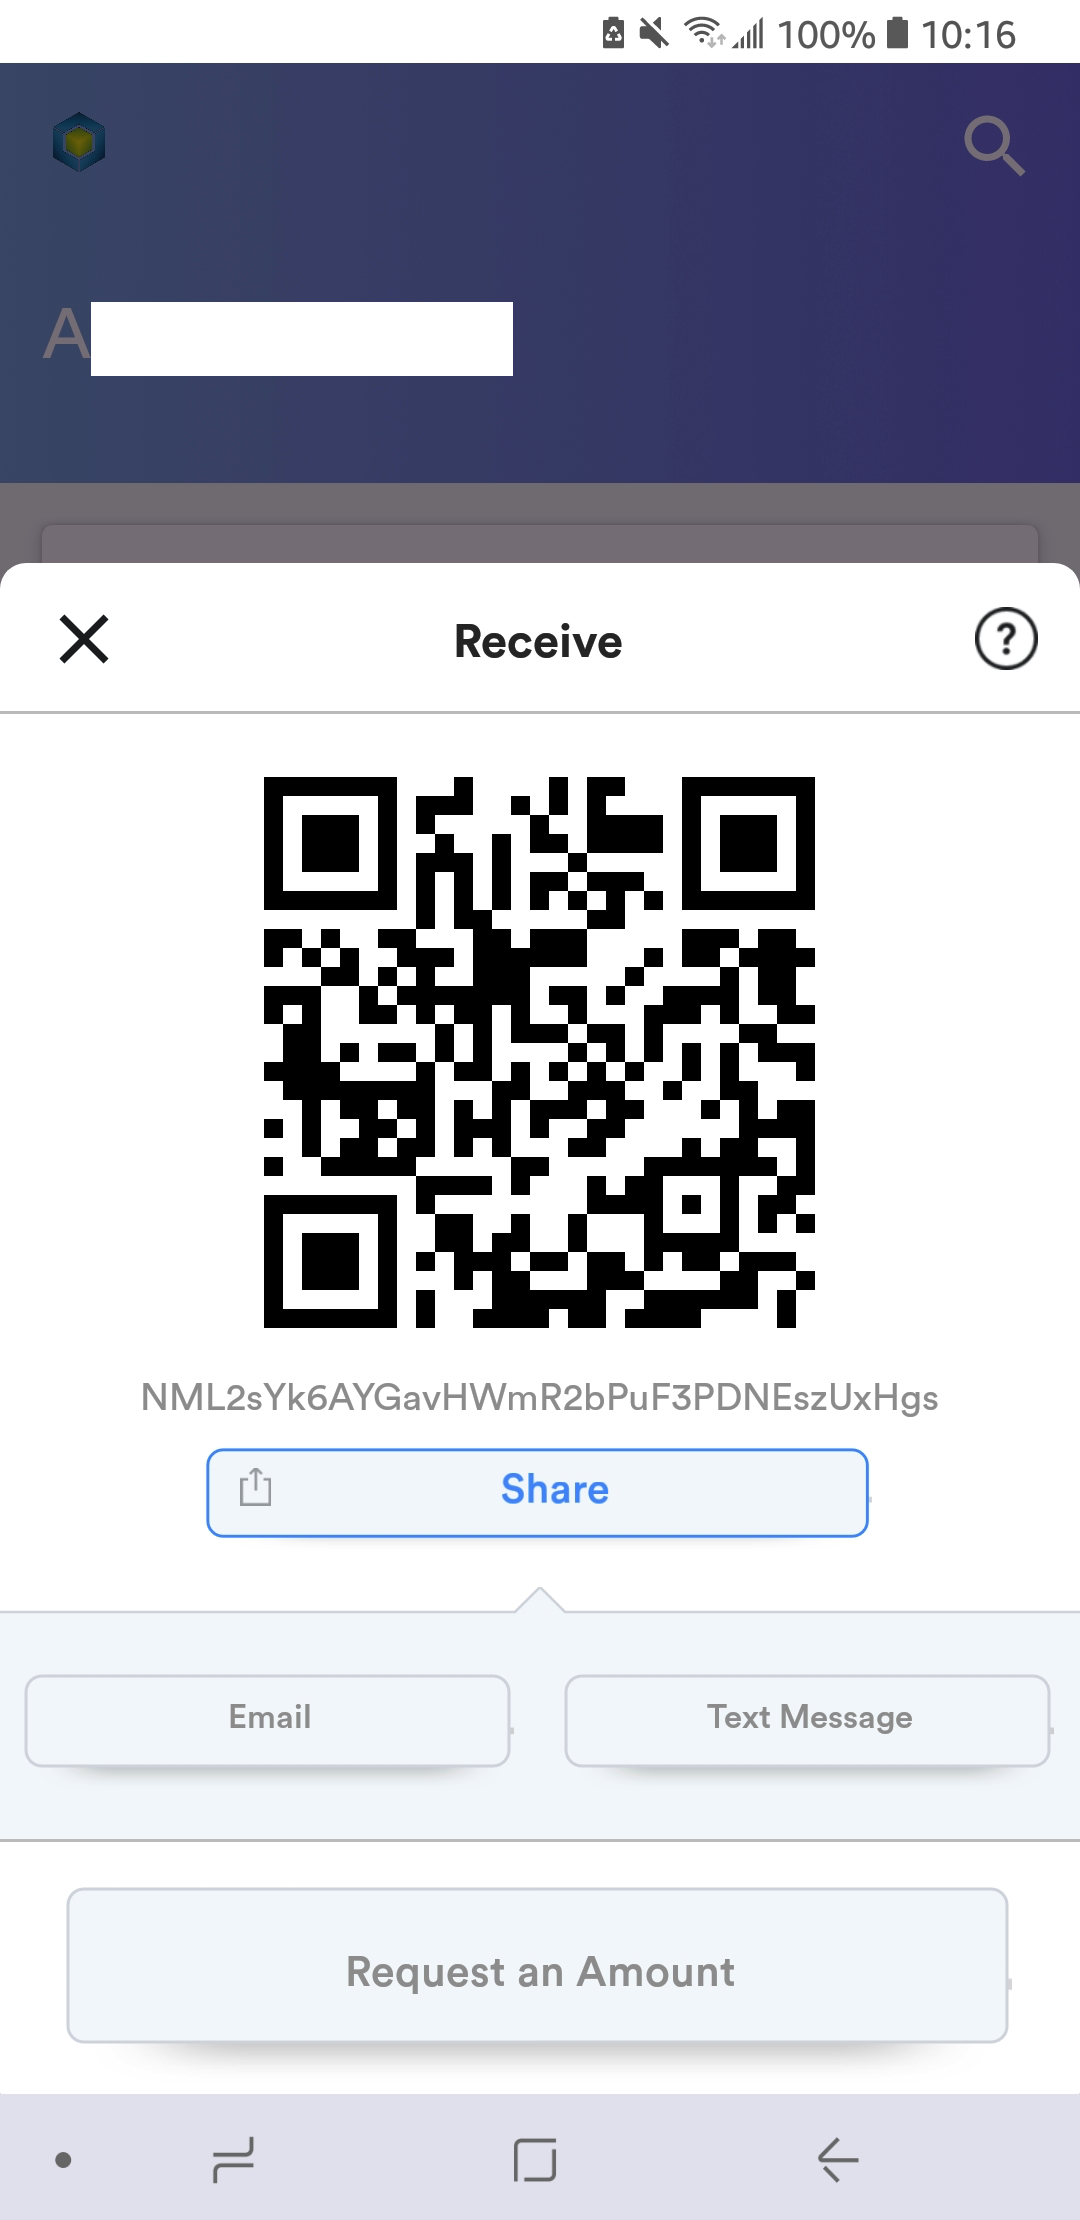 100% 10:16
A
Receive
?
NML2sYk6AYGavHWmR2bPuF3PDNEszUxHgs
Share
Email
Text Message
Request an Amount